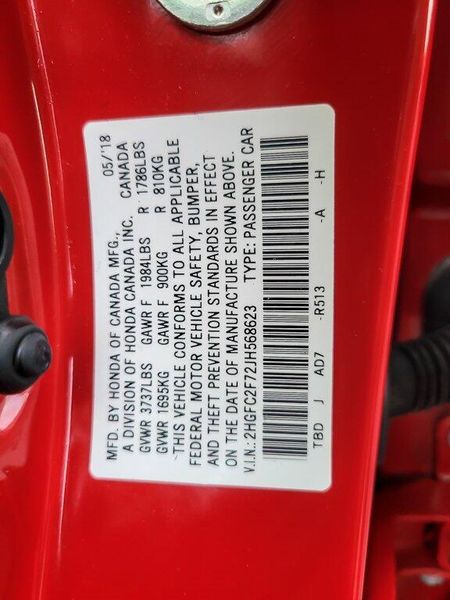 MFD. BY HONDA OF CANADA MFG., 05/'18
A DIVISION OF HONDA CANADA INC. CANADA
GVWR 3737LBS GAWR F 1984LBS R 1786LBS
GVWR 1695KG GAWR F 900KG R 810KG
THIS VEHICLE CONFORMS TO ALL APPLICABLE
FEDERAL MOTOR VEHICLE SAFETY, BUMPER,
AND THEFT PREVENTION STANDARDS IN EFFECT
ON THE DATE OF MANUFACTURE SHOWN ABOVE.
V.I.N.: 2HGFC2F72JH568623 TYPE: PASSENGER CAR
TBD J AD7 -R513 -A -H